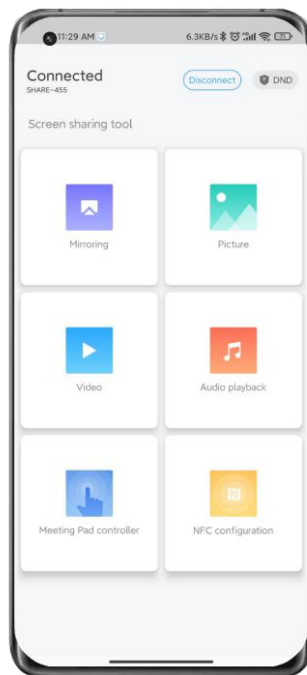 11:29 AM
6.3KB/s
21
Connected
SHARE-455
Disconnect
DND
Screen sharing tool
Mirroring
Picture
Video
Audio playback
Meeting Pad controller
NFC configuration